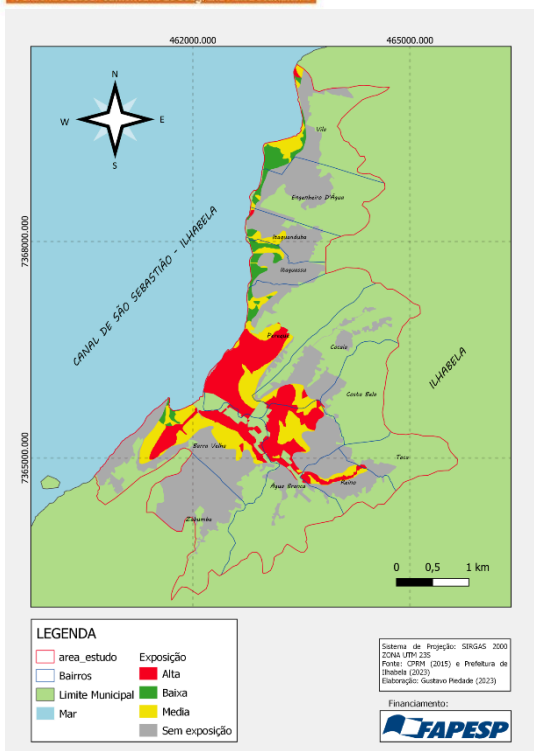 462000.000
465000.000
N
W
E
S
Vila
Engenheiro D'Água
7368000.000
Itaquanduba
Itaguassu
CANAL DE SÃO SEBASTIÃO - ILHABELA
Perequê
Cocaia
ILHABELA
Costa Bela
7365000.000
Barra Velha
Toca
Água Branca
Reino
Zabumba
0
0,5
1 km
LEGENDA
area_estudo
Bairros
Limite Municipal
Mar
Exposição
Alta
Baixa
Media
Sem exposição
Sistema de Projeção: SIRGAS 2000
ZONA UTM 23S
Fonte: CPRM (2015) e Prefeitura de
Ilhabela (2023)
Elaboração: Gustavo Piedade (2023)
Financiamento:
FAPESP